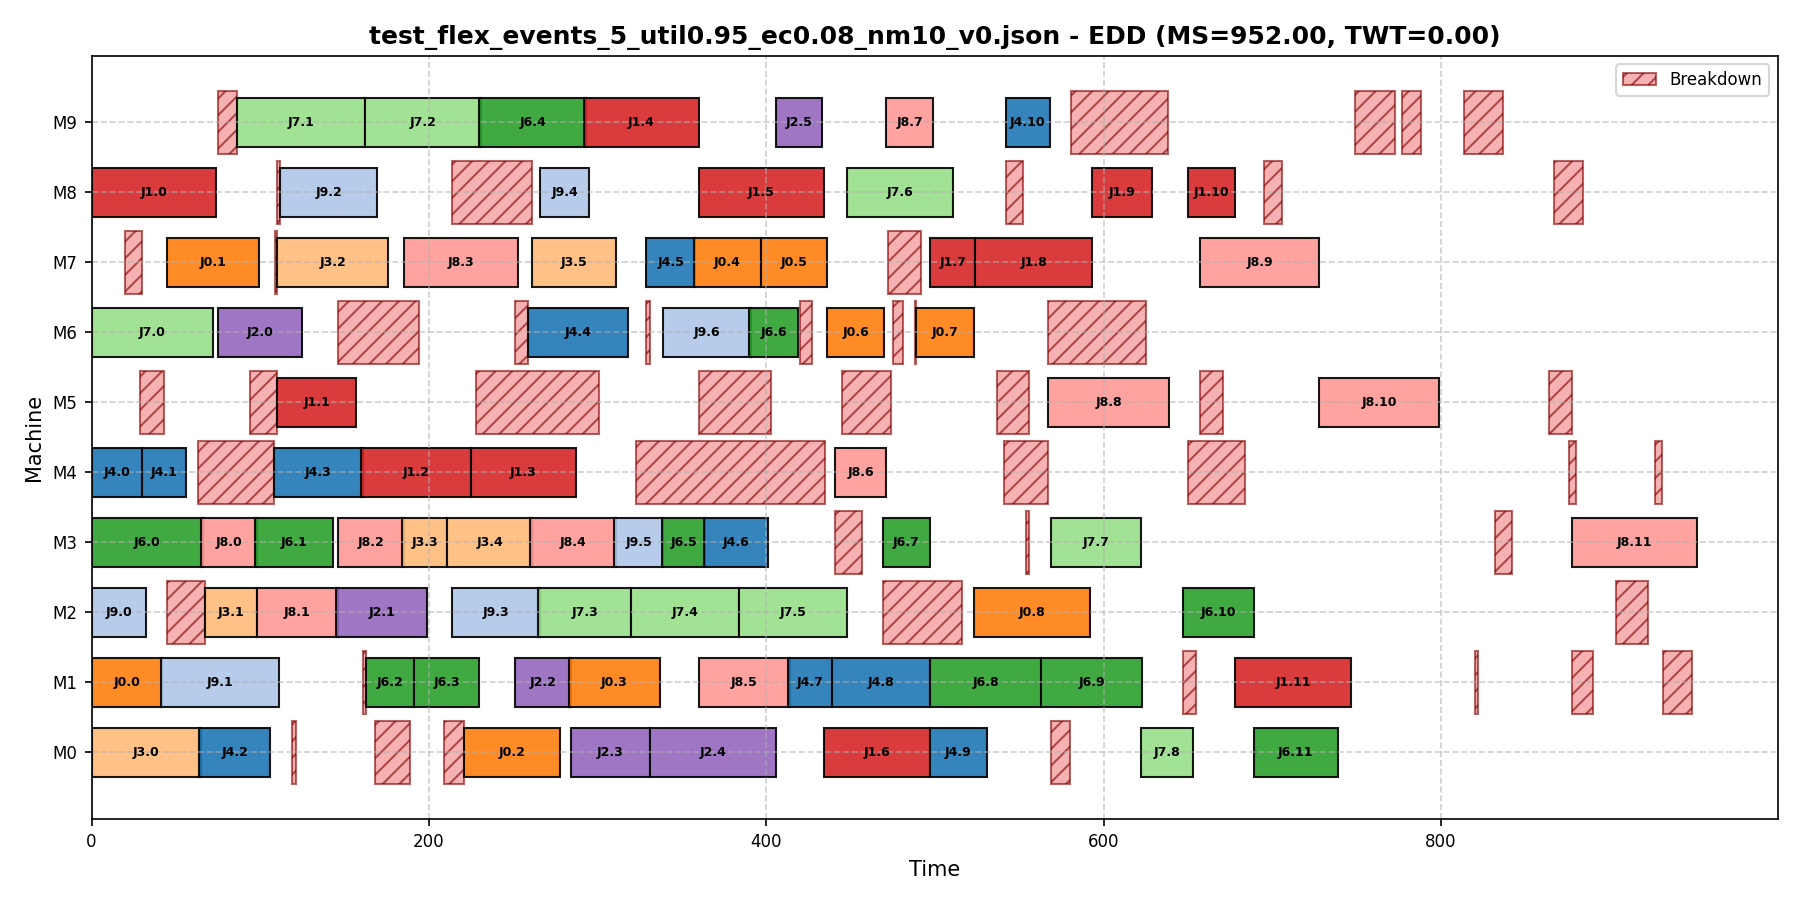 test_flex_events_5_util0.95_ec0.08_nm10_v0.json - EDD (MS=952.00, TWT=0.00)
Breakdown
Machine
M9 J7.1 J7.2 J6.4 J1.4 J2.5 J8.7 J4.10
M8 J1.0 J9.2 J9.4 J1.5 J7.6 J1.9 J1.10
M7 J0.1 J3.2 J8.3 J3.5 J4.5 J0.4 J0.5 J1.7 J1.8 J8.9
M6 J7.0 J2.0 J4.4 J9.6 J6.6 J0.6 J0.7
M5 J1.1 J8.8 J8.10
M4 J4.0 J4.1 J4.3 J1.2 J1.3 J8.6
M3 J6.0 J8.0 J6.1 J8.2 J3.3 J3.4 J8.4 J9.5 J6.5 J4.6 J6.7 J7.7 J8.11
M2 J9.0 J3.1 J8.1 J2.1 J9.3 J7.3 J7.4 J7.5 J0.8 J6.10
M1 J0.0 J9.1 J6.2 J6.3 J2.2 J0.3 J8.5 J4.7 J4.8 J6.8 J6.9 J1.11
M0 J3.0 J4.2 J0.2 J2.3 J2.4 J1.6 J4.9 J7.8 J6.11
0 200 400 600 800
Time